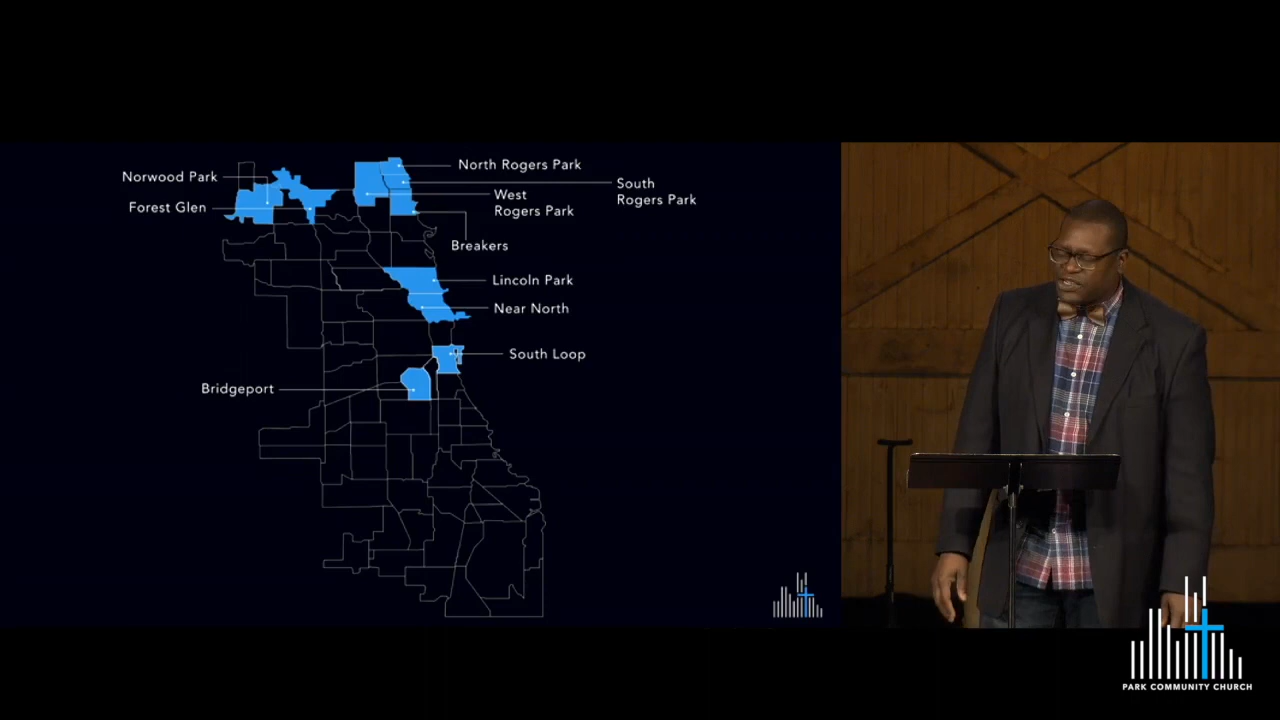 Norwood Park
Forest Glen
North Rogers Park
South
Rogers Park
West
Rogers Park
Breakers
Lincoln Park
Near North
South Loop
Bridgeport
PARK COMMUNITY CHURCH